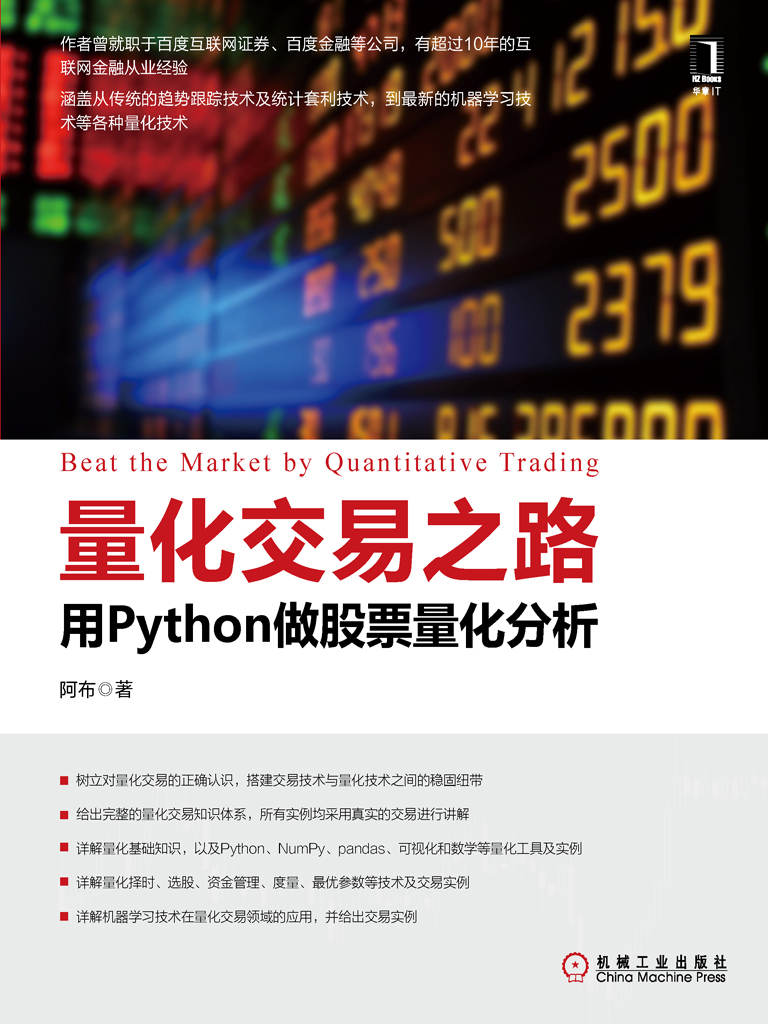 作者曾就职于百度互联网证券、百度金融等公司，有超过10年的互
联网金融从业经验
涵盖从传统的趋势跟踪技术及统计套利技术，到最新的机器学习技
术等各种量化技术
HZ Books
华章IT
12150
22
2500
500
250
2379
100
Beat the Market by Quantitative Trading
量化交易之路
用Python做股票量化分析
阿布◎著
■ 树立对量化交易的正确认识，搭建交易技术与量化技术之间的稳固纽带
■ 给出完整的量化交易知识体系，所有实例均采用真实的交易进行讲解
■ 详解量化基础知识，以及Python、NumPy、pandas、可视化和数学等量化工具及实例
■ 详解量化择时、选股、资金管理、度量、最优参数等技术及交易实例
■ 详解机器学习技术在量化交易领域的应用，并给出交易实例
机械工业出版社
China Machine Press